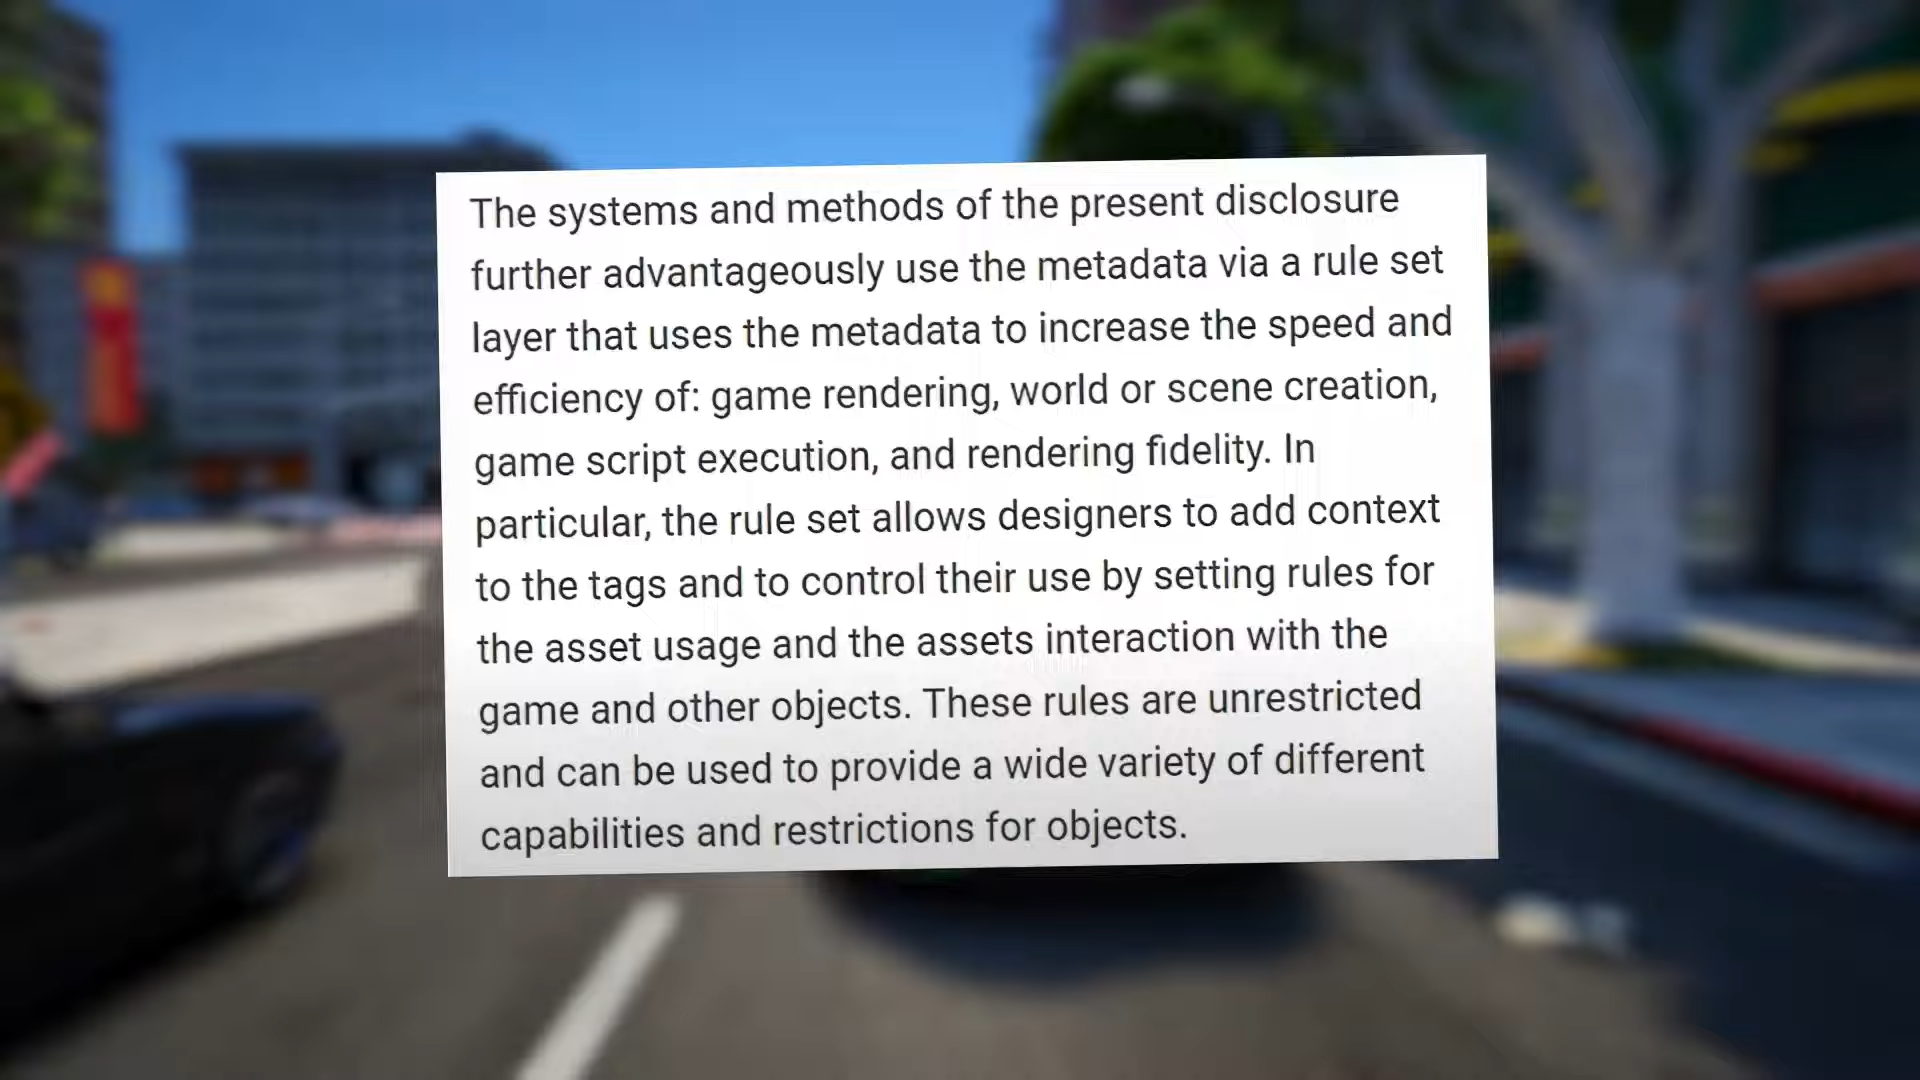 The systems and methods of the present disclosure
further advantageously use the metadata via a rule set
layer that uses the metadata to increase the speed and
efficiency of: game rendering, world or scene creation,
game script execution, and rendering fidelity. In
particular, the rule set allows designers to add context
to the tags and to control their use by setting rules for
the asset usage and the assets interaction with the
game and other objects. These rules are unrestricted
and can be used to provide a wide variety of different
capabilities and restrictions for objects.